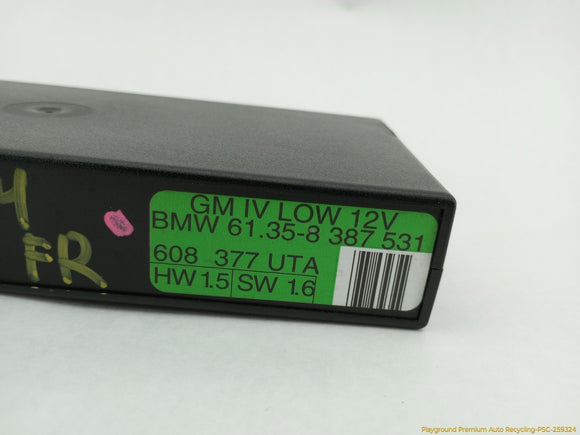 GM IV LOW 12V
BMW 61.35-8 387 531
608 377 UTA
HW 1.5 SW 1.6
FR
Playground Premium Auto Recycling-PSC-259324